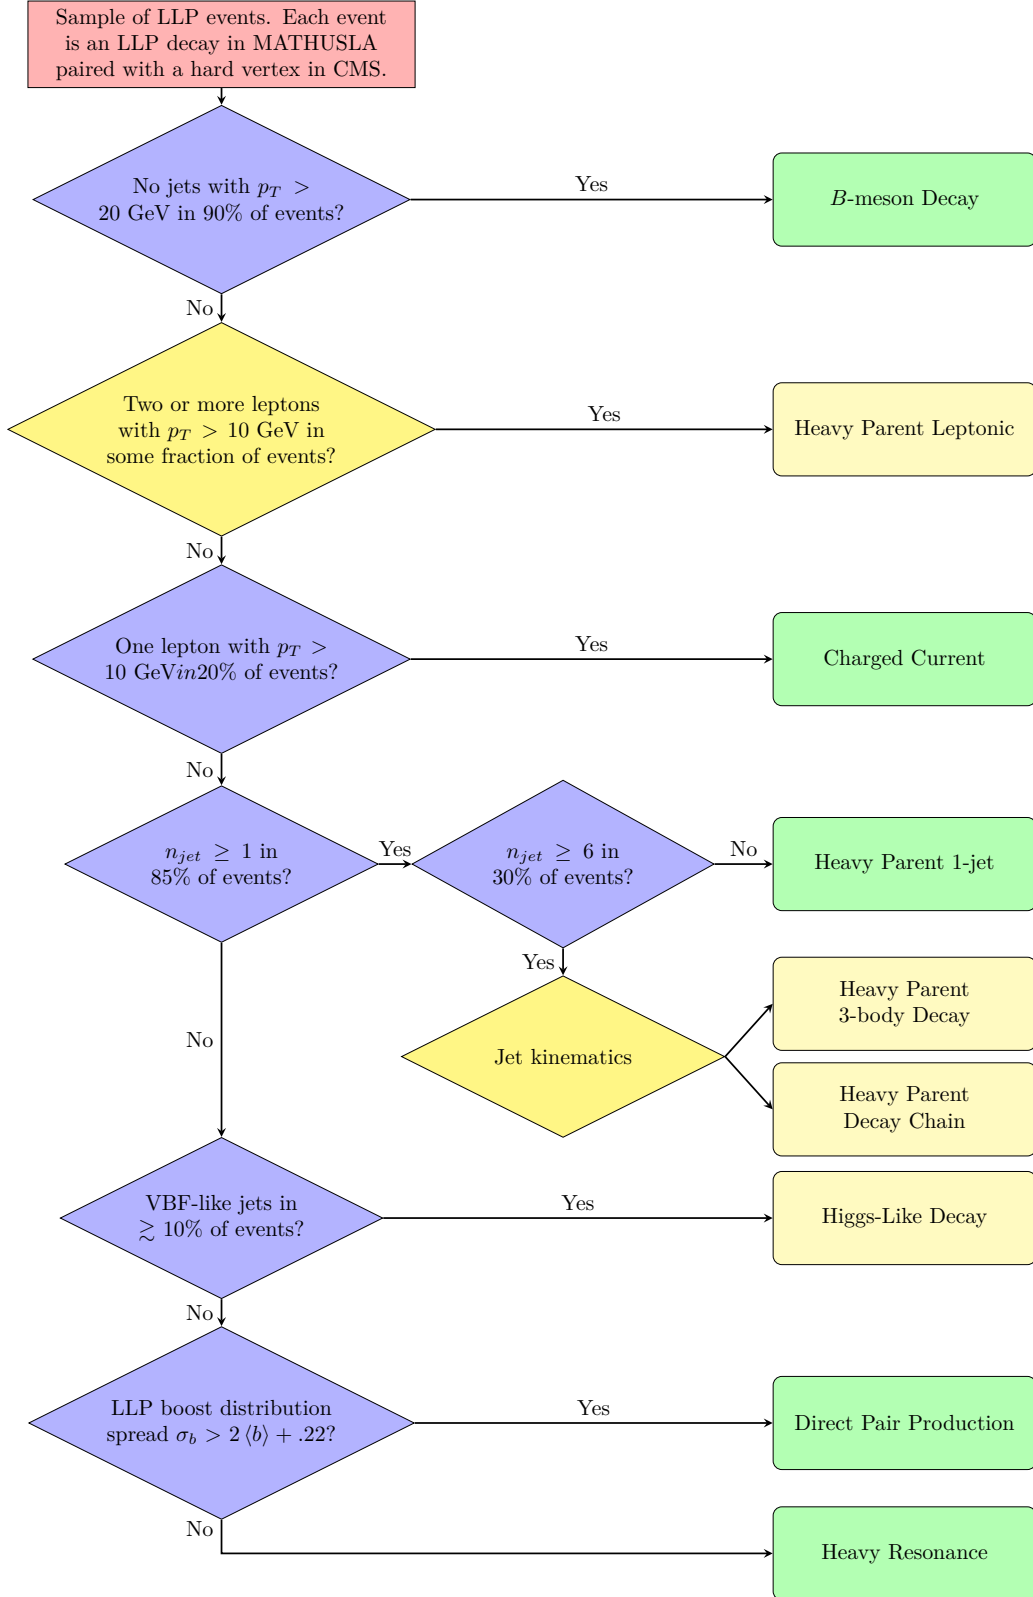 Sample of LLP events. Each event
is an LLP decay in MATHUSLA
paired with a hard vertex in CMS.
No jets with p_T >
20 GeV in 90% of events?
Yes
B-meson Decay
No
Two or more leptons
with p_T > 10 GeV in
some fraction of events?
Yes
Heavy Parent Leptonic
No
One lepton with p_T >
10 GeVin20% of events?
Yes
Charged Current
No
n_{jet} ≥ 1 in
85% of events?
Yes
n_{jet} ≥ 6 in
30% of events?
No
Heavy Parent 1-jet
Yes
Jet kinematics
Heavy Parent
3-body Decay
Heavy Parent
Decay Chain
No
VBF-like jets in
≳ 10% of events?
Yes
Higgs-Like Decay
No
LLP boost distribution
spread σ_b > 2 ⟨b⟩ + .22?
Yes
Direct Pair Production
No
Heavy Resonance